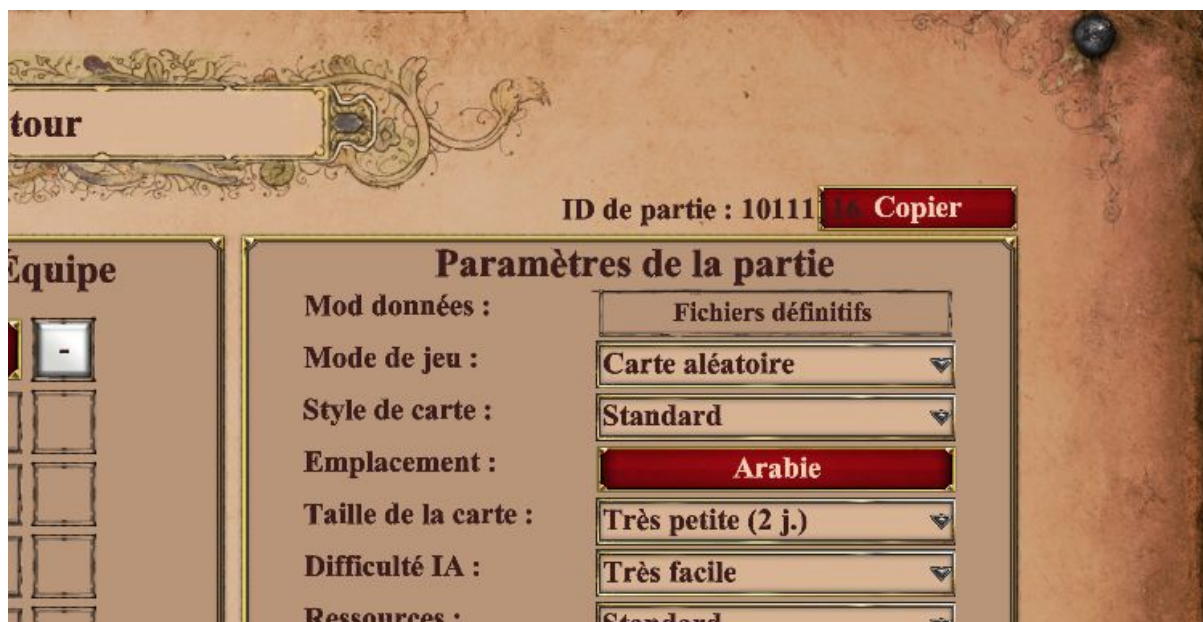 tour
ID de partie : 10111 16 Copier
Équipe
Paramètres de la partie
Mod données :
Fichiers définitifs
-
Mode de jeu :
Carte aléatoire
Style de carte :
Standard
Emplacement :
Arabie
Taille de la carte :
Très petite (2 j.)
Difficulté IA :
Très facile
Ressources :
Standard